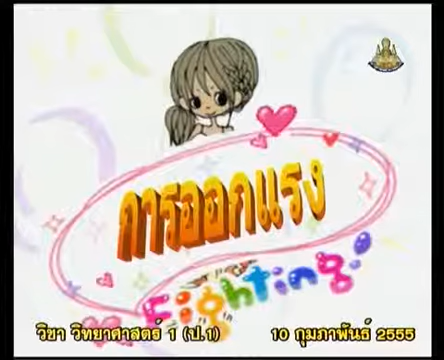 การออกแรง
Fighting!
วิชา วิทยาศาสตร์ 1 (ป.1)
10 กุมภาพันธ์ 2555